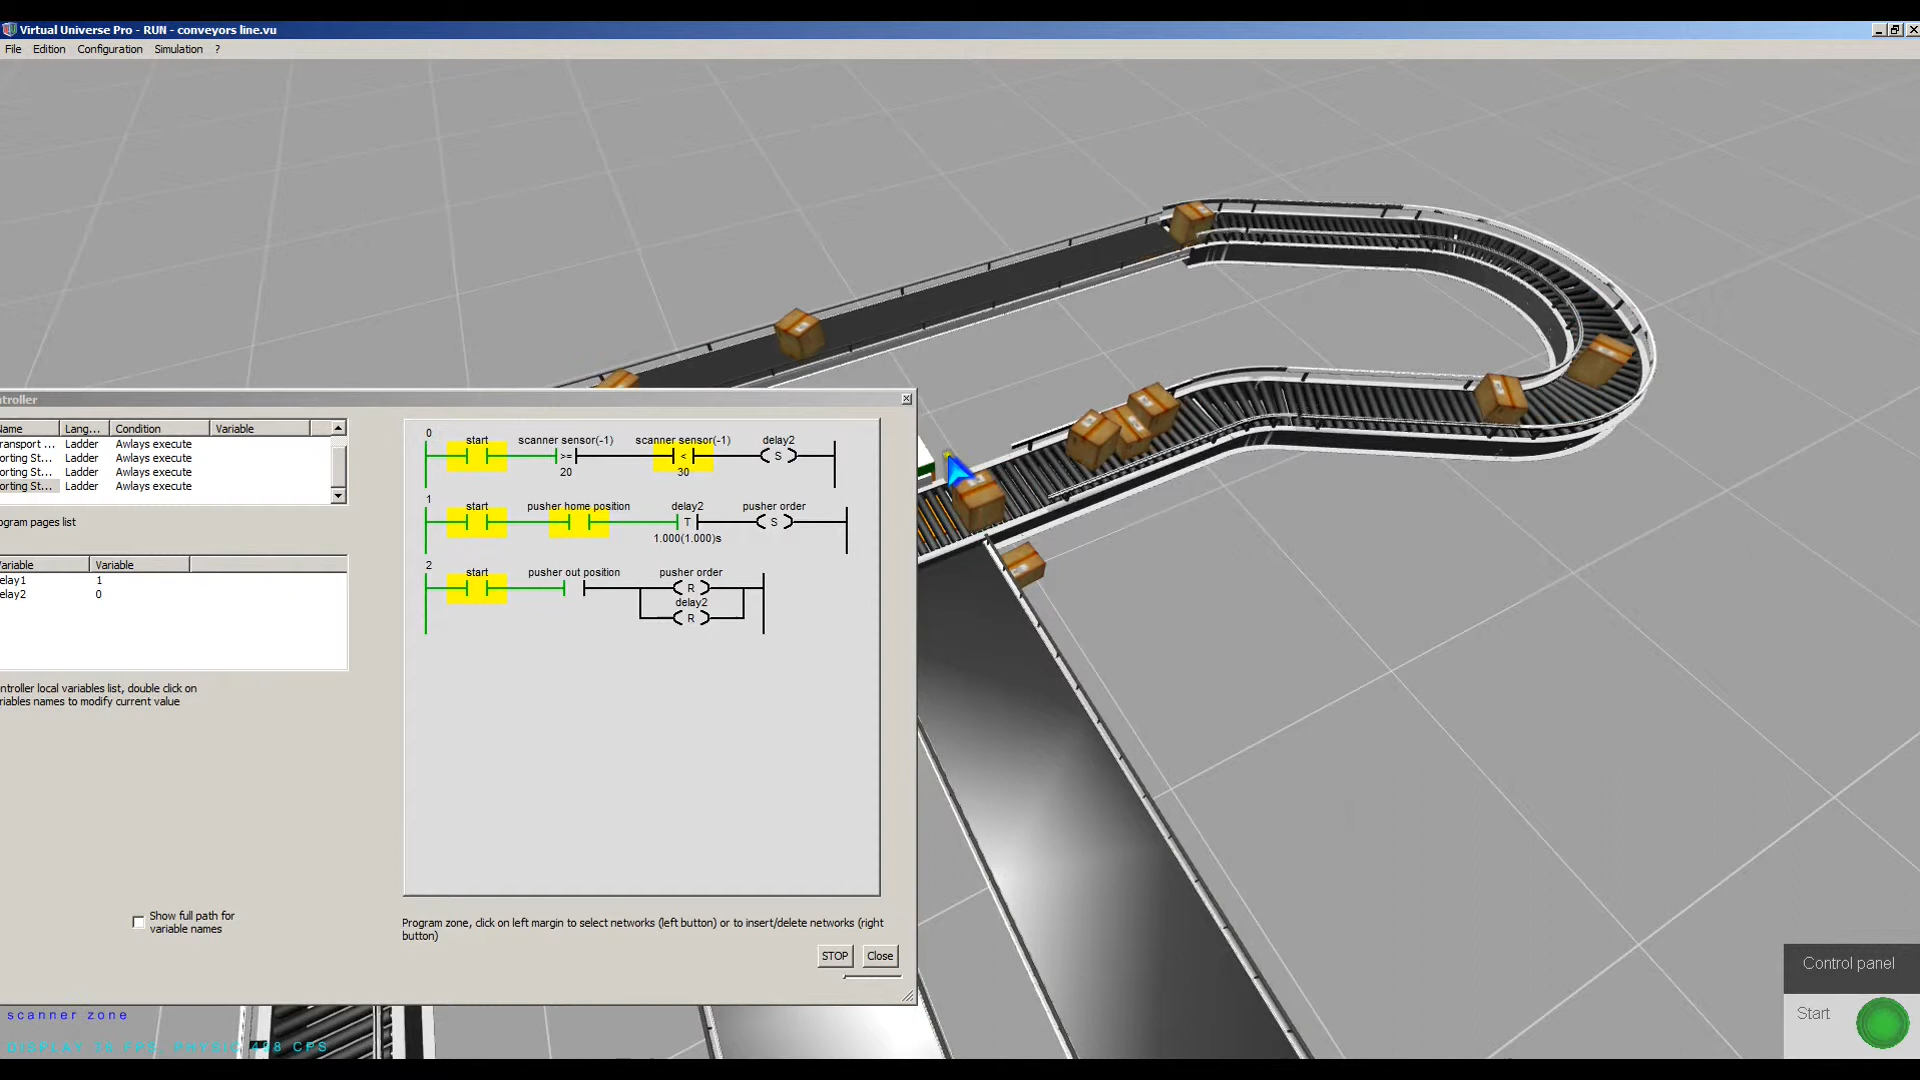 Virtual Universe Pro - RUN - conveyors line.vu
File Edition Configuration Simulation ?
troller
Name Lang... Condition Variable
ransport ... Ladder Awlays execute
orting St... Ladder Awlays execute
orting St... Ladder Awlays execute
orting St... Ladder Awlays execute
ogram pages list
Variable Variable
elay1 1
elay2 0
ntroller local variables list, double click on
riables names to modify current value
Show full path for
variable names
0
start scanner sensor(-1) scanner sensor(-1) delay2
>= < S
20 30
1
start pusher home position delay2 pusher order
T S
1.000(1.000)s
2
start pusher out position pusher order
R
delay2
R
Program zone, click on left margin to select networks (left button) or to insert/delete networks (right
button)
STOP Close
scanner zone
Control panel
Start